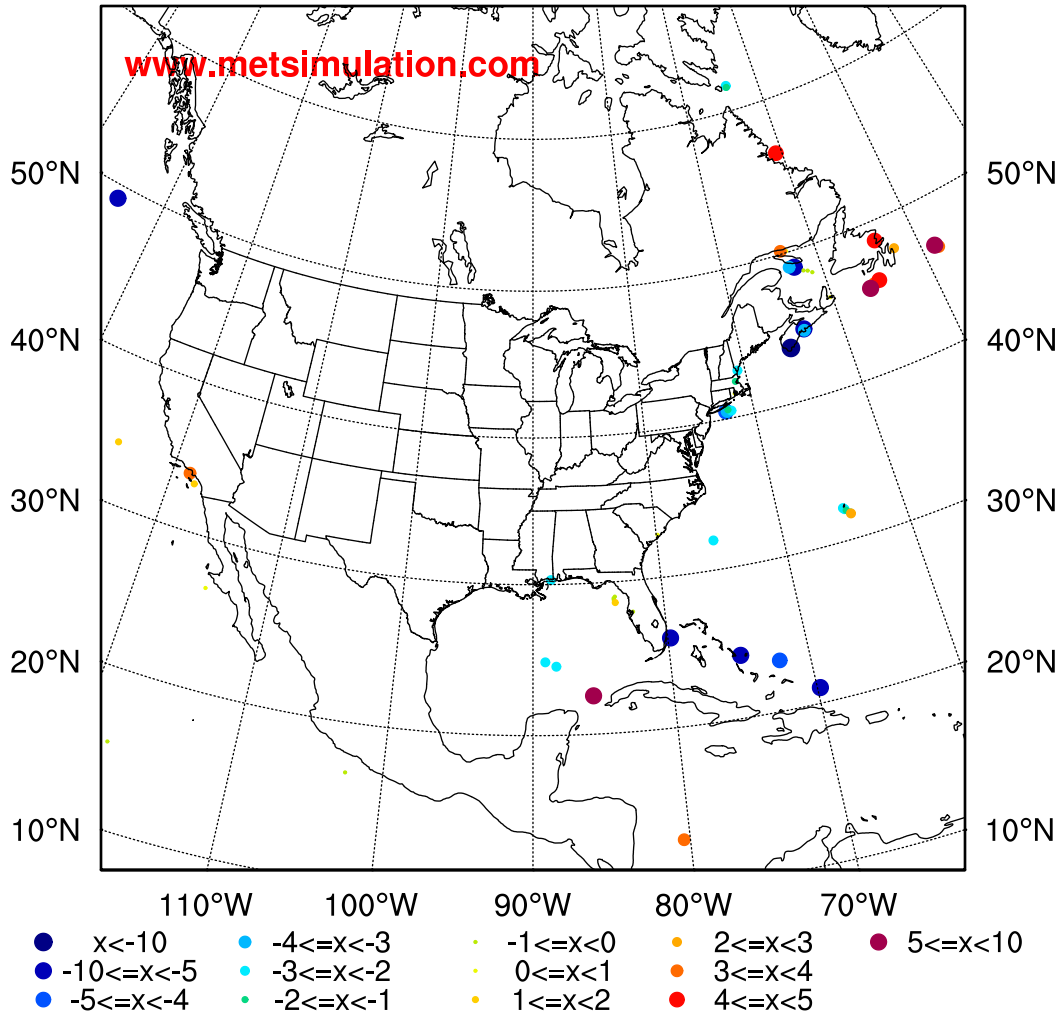 www.metsimulation.com
50°N 50°N
40°N 40°N
30°N 30°N
20°N 20°N
10°N 10°N
110°W 100°W 90°W 80°W 70°W
x<-10 -4<=x<-3 -1<=x<0 2<=x<3 5<=x<10
-10<=x<-5 -3<=x<-2 0<=x<1 3<=x<4
-5<=x<-4 -2<=x<-1 1<=x<2 4<=x<5